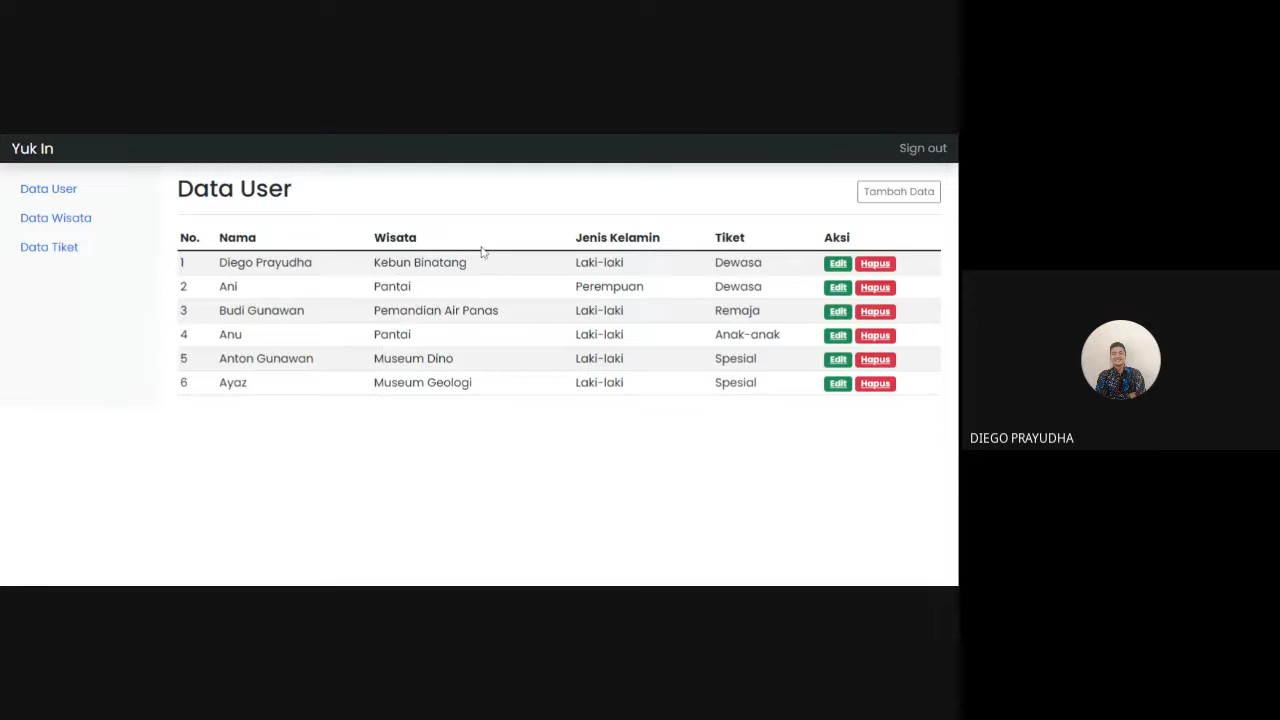 Yuk In Sign out
Data User
Data Wisata
Data Tiket
Data User Tambah Data
No. Nama Wisata Jenis Kelamin Tiket Aksi
1 Diego Prayudha Kebun Binatang Laki-laki Dewasa Edit Hapus
2 Ani Pantai Perempuan Dewasa Edit Hapus
3 Budi Gunawan Pemandian Air Panas Laki-laki Remaja Edit Hapus
4 Anu Pantai Laki-laki Anak-anak Edit Hapus
5 Anton Gunawan Museum Dino Laki-laki Spesial Edit Hapus
6 Ayaz Museum Geologi Laki-laki Spesial Edit Hapus
DIEGO PRAYUDHA